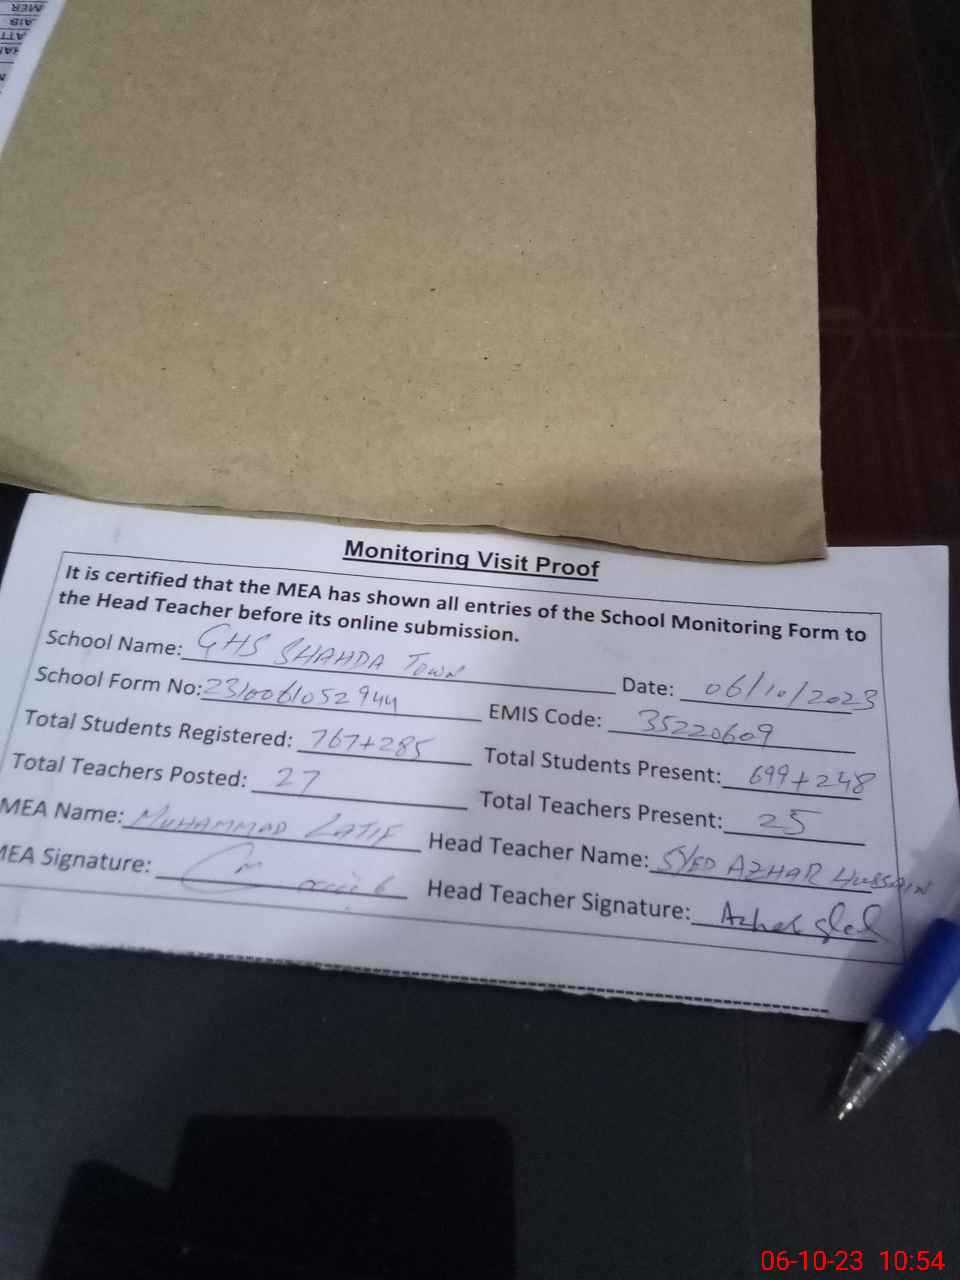 Monitoring Visit Proof
It is certified that the MEA has shown all entries of the School Monitoring Form to
the Head Teacher before its online submission.
School Name: GHS SHAHDA TOWN Date: 06/10/2023
School Form No: 2310061052944 EMIS Code: 35220609
Total Students Registered: 767+285 Total Students Present: 699+248
Total Teachers Posted: 27 Total Teachers Present: 25
MEA Name: MUHAMMAD LATIF Head Teacher Name: SYED AZHAR HUSSAIN
MEA Signature: Head Teacher Signature: Azhar
06-10-23 10:54